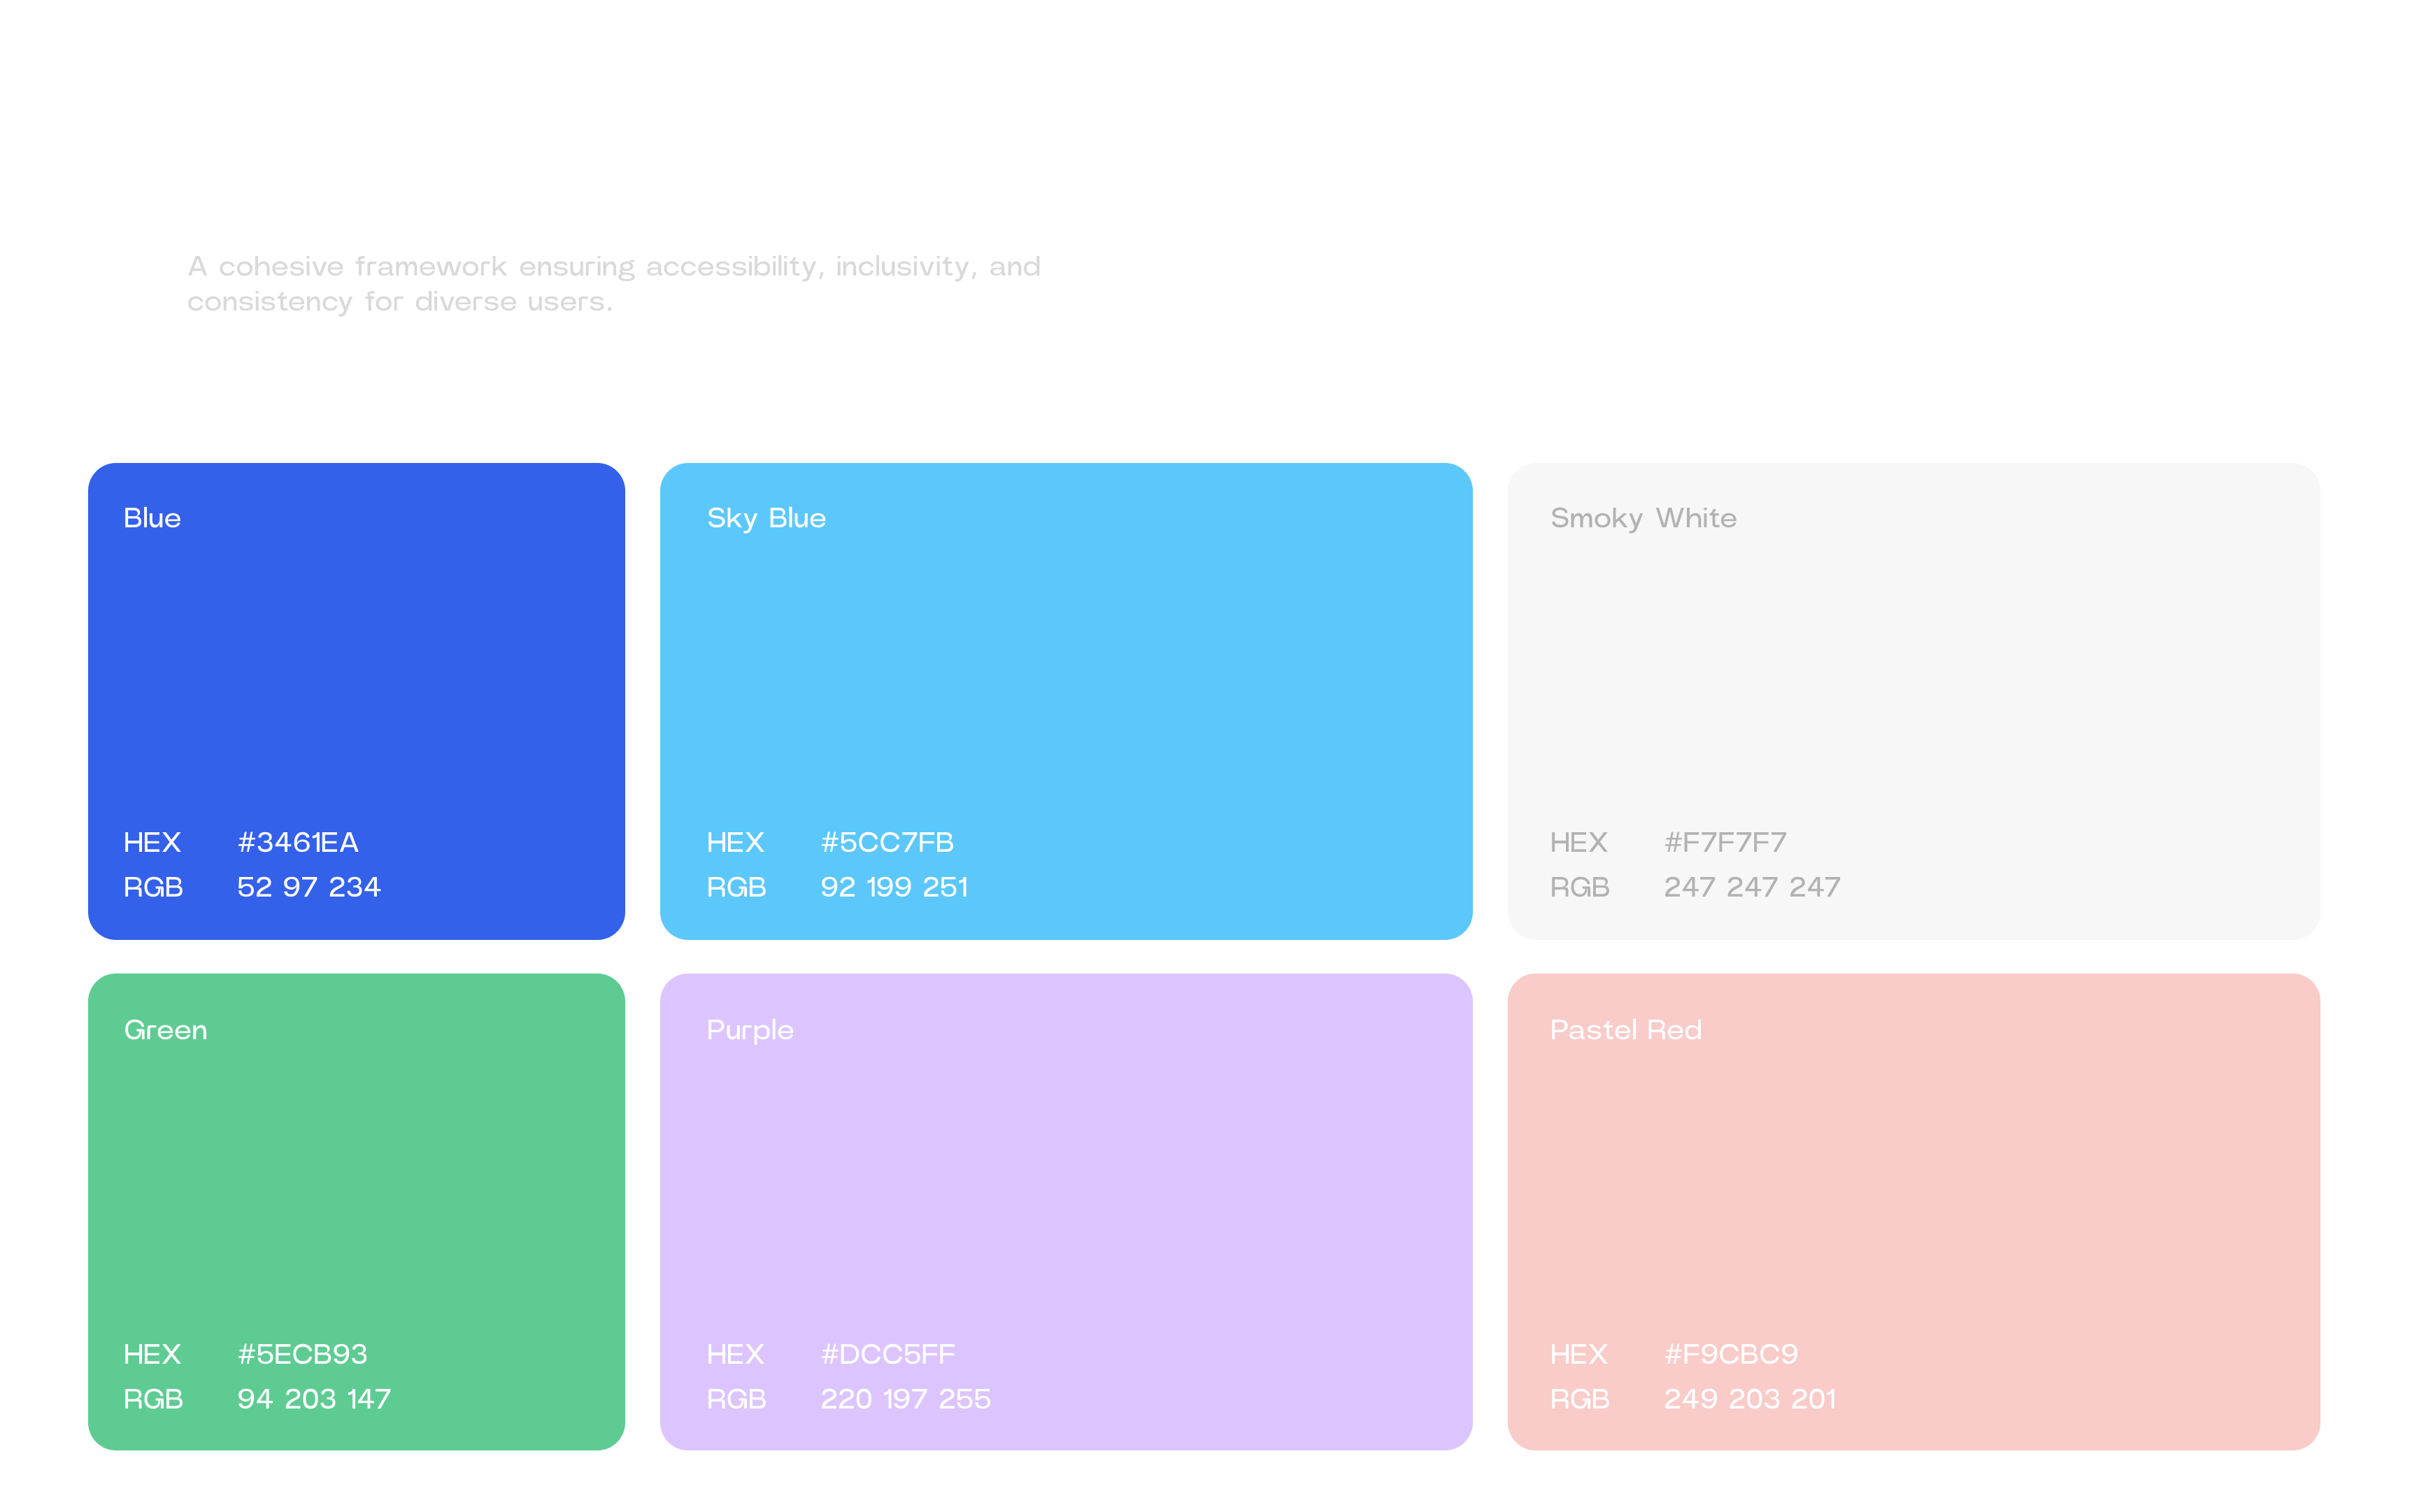 A cohesive framework ensuring accessibility, inclusivity, and
consistency for diverse users.
Blue
HEX #3461EA
RGB 52 97 234
Sky Blue
HEX #5CC7FB
RGB 92 199 251
Smoky White
HEX #F7F7F7
RGB 247 247 247
Green
HEX #5ECB93
RGB 94 203 147
Purple
HEX #DCC5FF
RGB 220 197 255
Pastel Red
HEX #F9CBC9
RGB 249 203 201